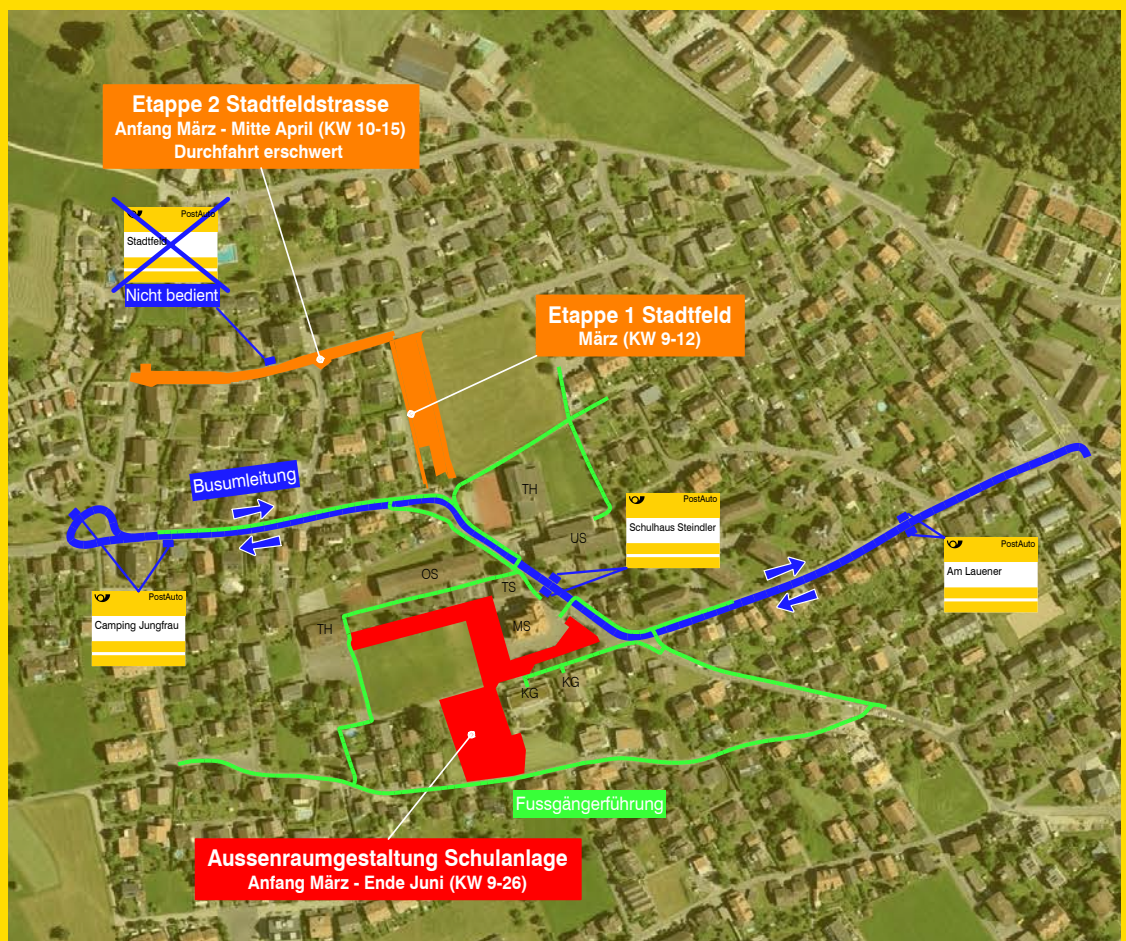 Etappe 2 Stadtfeldstrasse
Anfang März - Mitte April (KW 10-15)
Durchfahrt erschwert
PostAuto
Stadtfeld
Nicht bedient
Etappe 1 Stadtfeld
März (KW 9-12)
Busumleitung
TH
PostAuto
Schulhaus Steindler
US
PostAuto
Am Lauener
OS
TS
PostAuto
Camping Jungfrau
TH
MS
KG
KG
Fussgängerführung
Aussenraumgestaltung Schulanlage
Anfang März - Ende Juni (KW 9-26)